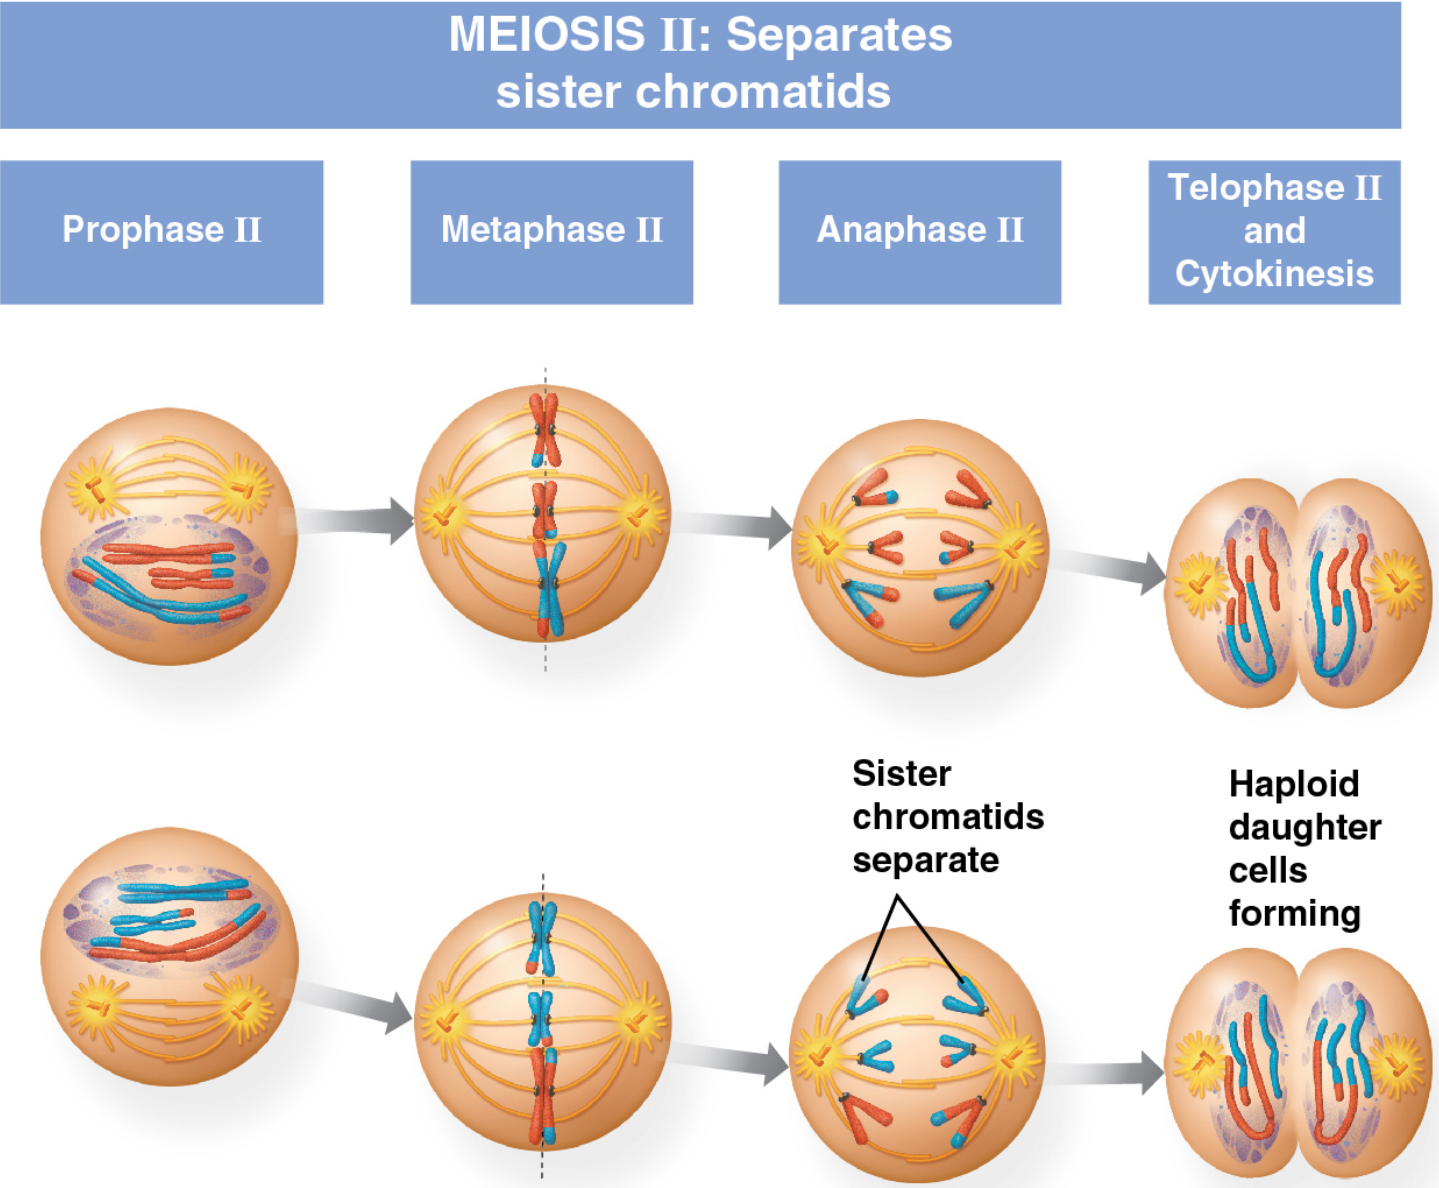 MEIOSIS II: Separates
sister chromatids
Prophase II
Metaphase II
Anaphase II
Telophase II
and
Cytokinesis
Sister
chromatids
separate
Haploid
daughter
cells
forming